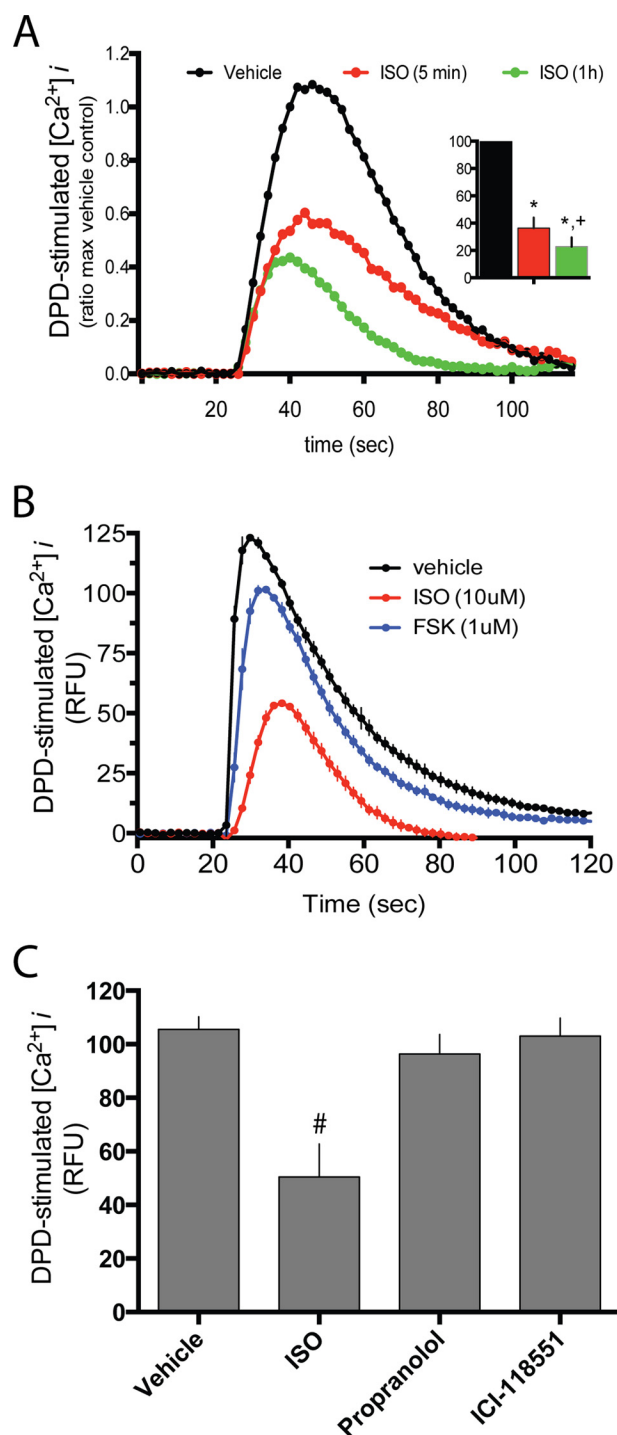 A
DPD-stimulated [Ca2+] i
(ratio max vehicle control)
1.2
1.0
0.8
0.6
0.4
0.2
0.0
Vehicle
ISO (5 min)
ISO (1h)
100
80
60
40
20
0
*
*,+
20
40
60
80
100
time (sec)
B
DPD-stimulated [Ca2+] i
(RFU)
125
100
75
50
25
0
vehicle
ISO (10uM)
FSK (1uM)
0
20
40
60
80
100
120
Time (sec)
C
DPD-stimulated [Ca2+] i
(RFU)
120
100
80
60
40
20
0
#
Vehicle
ISO
Propranolol
ICI-118551